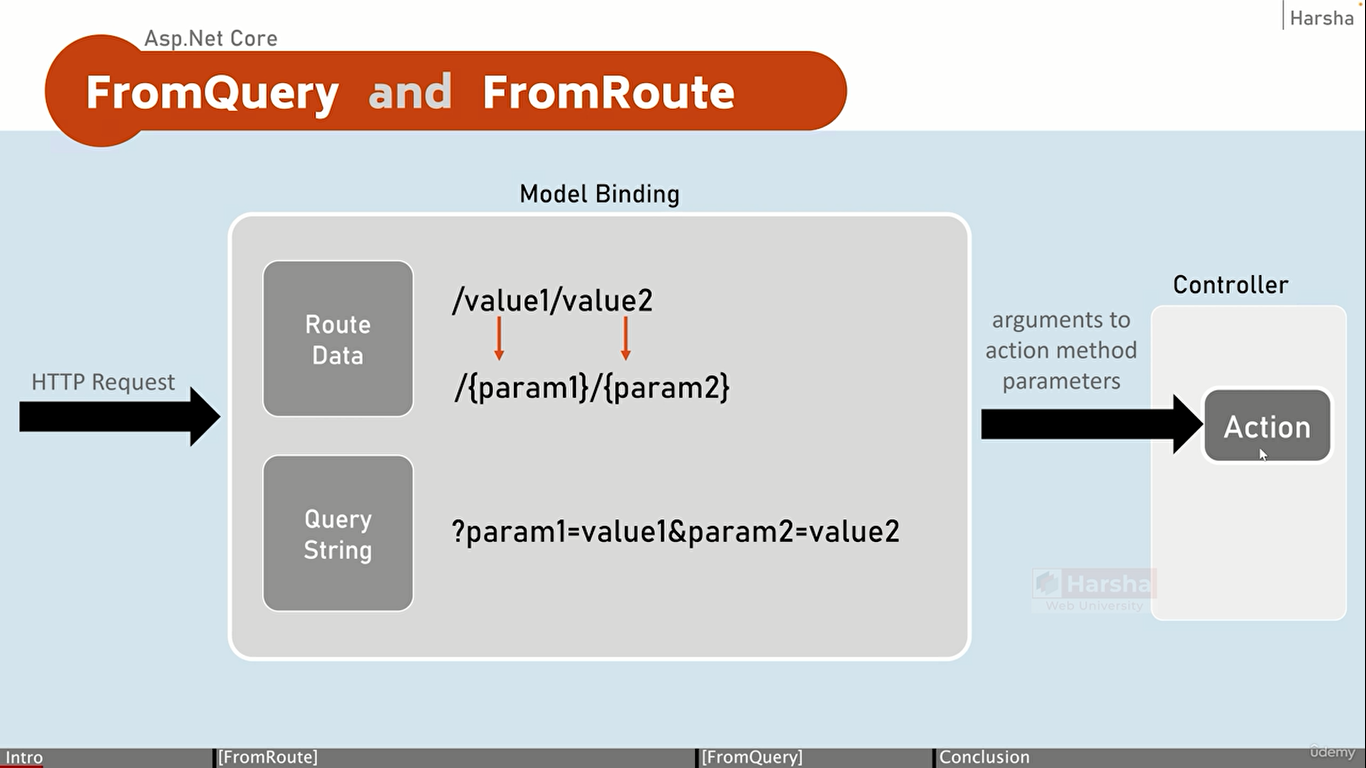 Harsha
Asp.Net Core
FromQuery and FromRoute
Model Binding
Route
Data
/value1/value2
/{param1}/{param2}
HTTP Request
Query
String
?param1=value1&param2=value2
arguments to
action method
parameters
Controller
Action
Harsha
Web University
Intro
[FromRoute]
[FromQuery]
Conclusion
ûdemy